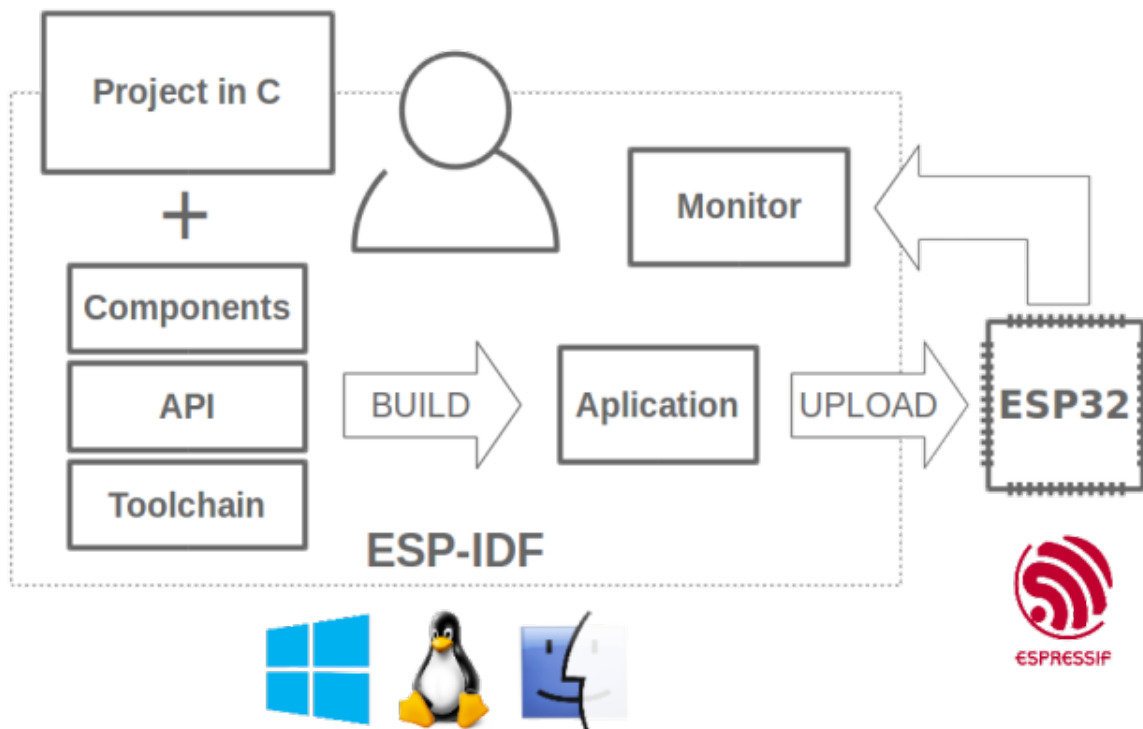 Project in C
+
Components
API
Toolchain
BUILD
Aplication
UPLOAD
Monitor
ESP32
ESP-IDF
ESPRESSIF